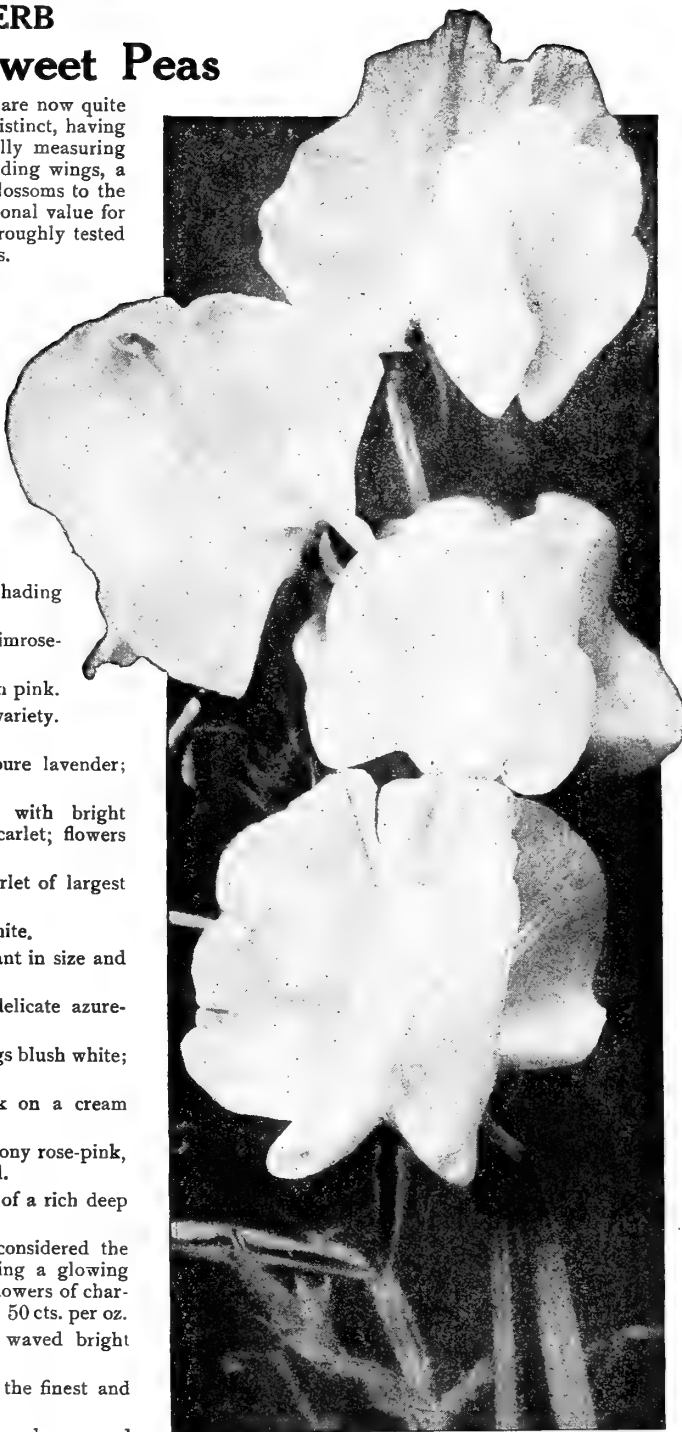 ERB
weet Peas
are now quite
istinct, having
lly measuring
ding wings, a
lossoms to the
onal value for
roughly tested
s.
hading
imrose-
pink.
variety.
pure lavender;
with bright
carlet; flowers
rlet of largest
hite.
ant in size and
delicate azure-
gs blush white;
k on a cream
ony rose-pink,
l.
of a rich deep
considered the
ing a glowing
lowers of char-
50 cts. per oz.
waved bright
the finest and